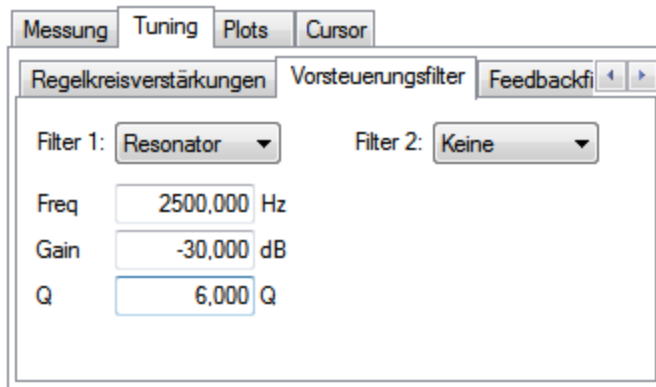 Messung Tuning Plots Cursor
Regelkreisverstärkungen Vorsteuerungsfilter Feedbackfi
Filter 1: Resonator Filter 2: Keine
Freq 2500,000 Hz
Gain -30,000 dB
Q 6,000 Q